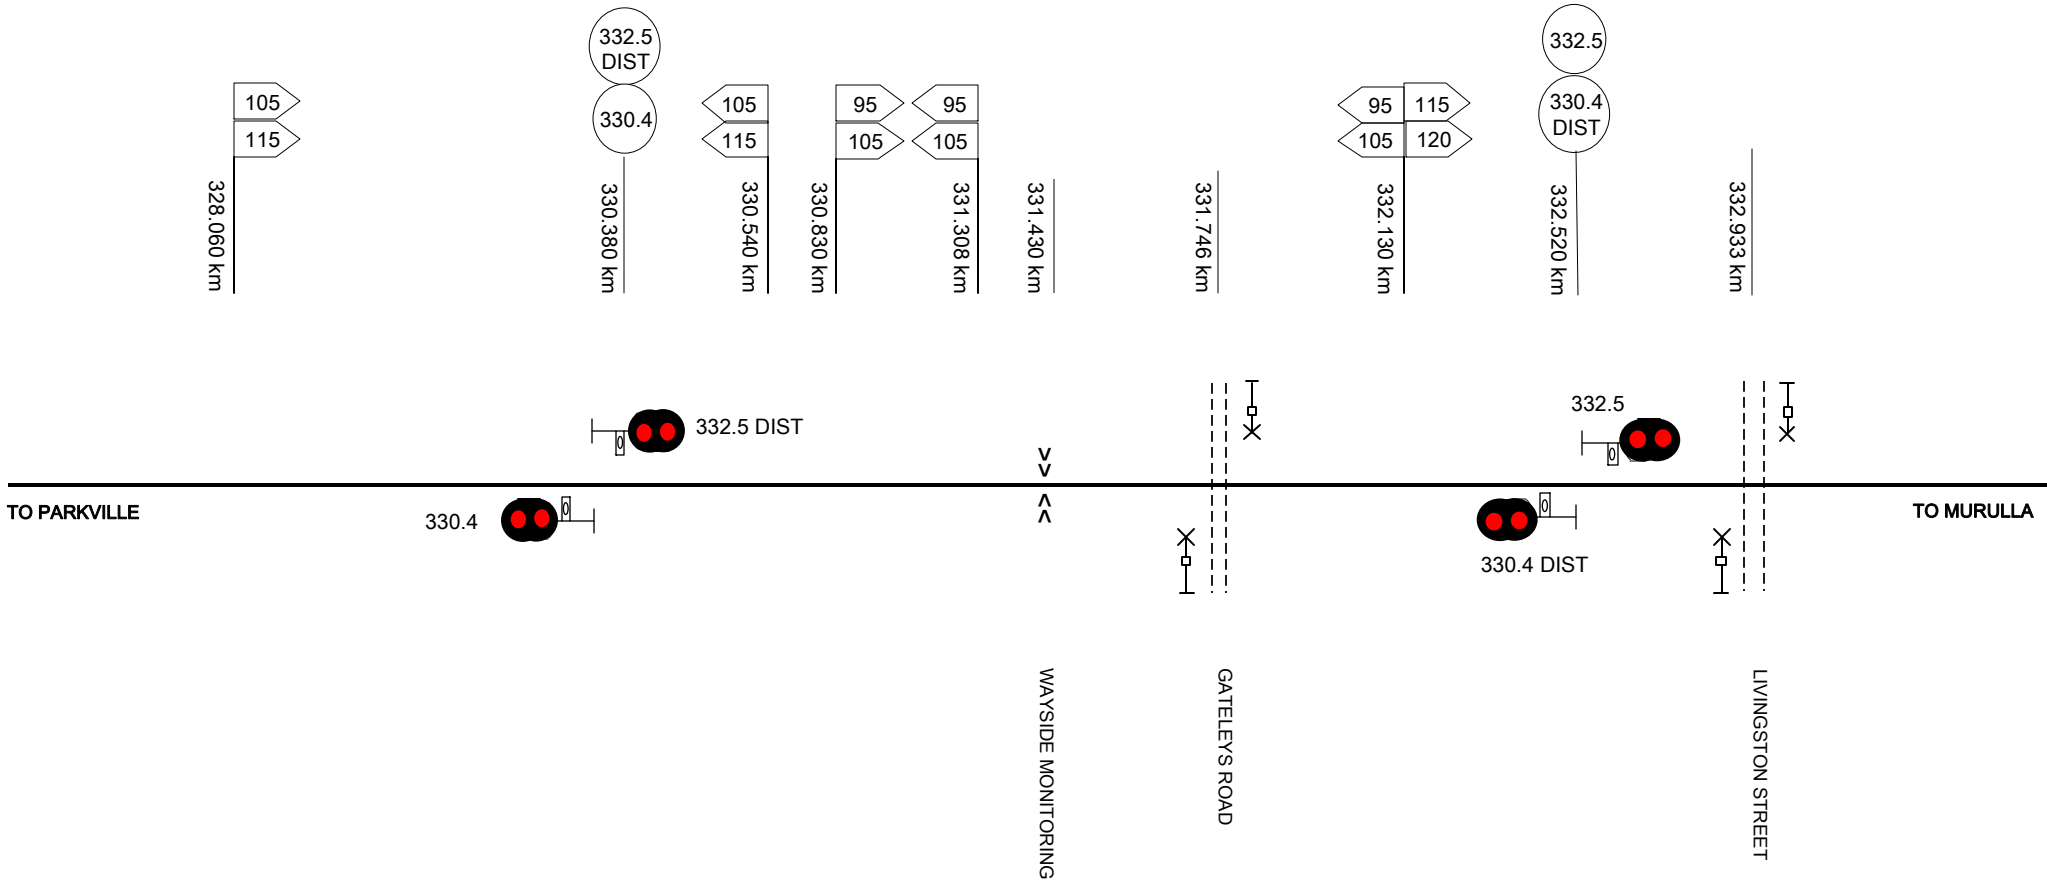 332.5
DIST
332.5
105
115
330.4
105
115
95
105
95
105
95
105
115
120
330.4
DIST
328.060 km
330.380 km
330.540 km
330.830 km
331.308 km
331.430 km
331.746 km
332.130 km
332.520 km
332.933 km
332.5 DIST
332.5
TO PARKVILLE
330.4
330.4 DIST
TO MURULLA
WAYSIDE MONITORING
GATELEYS ROAD
LIVINGSTON STREET